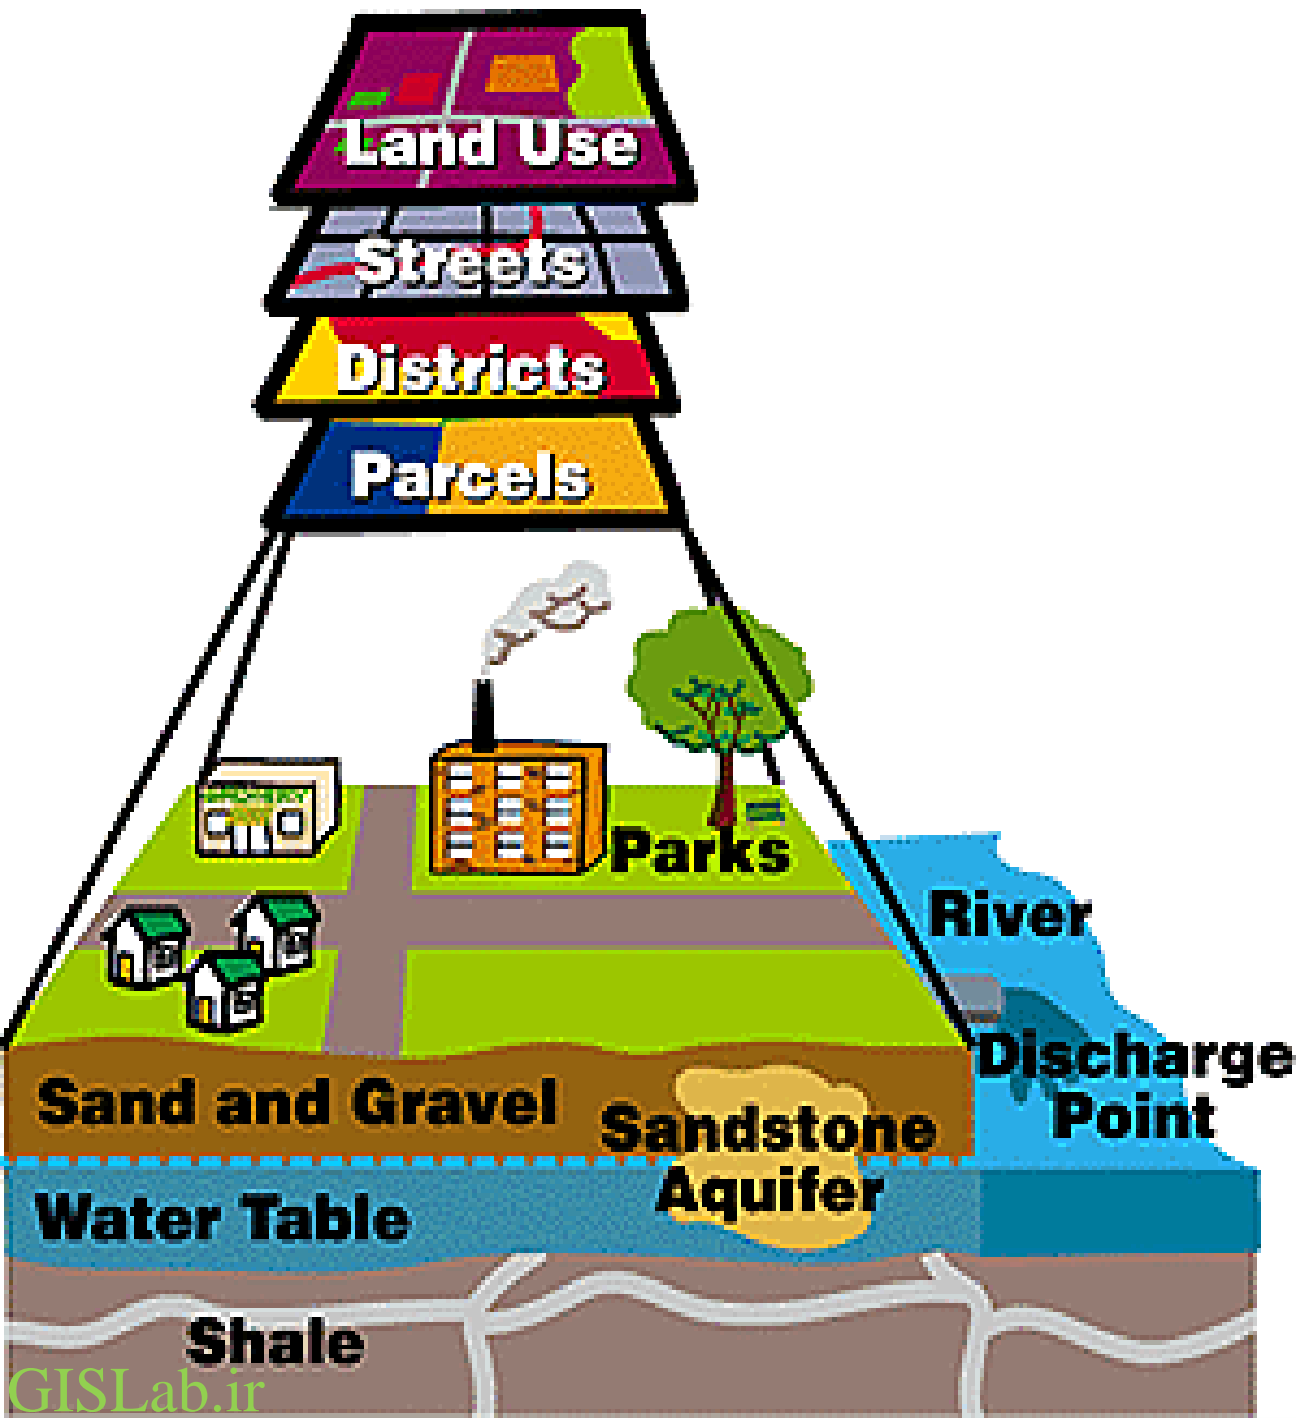 Land Use
Streets
Districts
Parcels
Parks
River
Discharge
Point
Sand and Gravel
Sandstone
Aquifer
Water Table
Shale
GISLab.ir